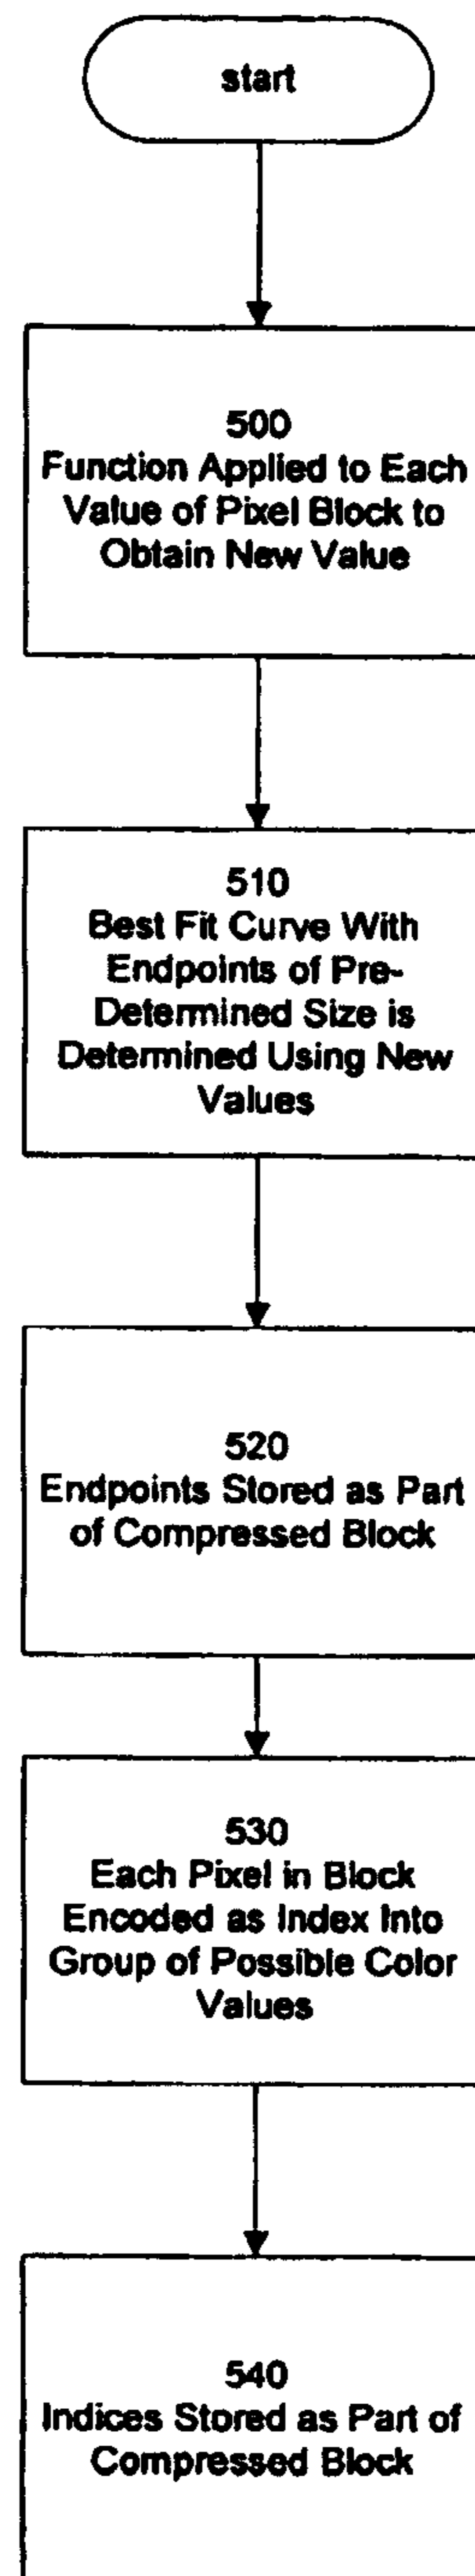 start
500
Function Applied to Each
Value of Pixel Block to
Obtain New Value
510
Best Fit Curve With
Endpoints of Pre-
Determined Size is
Determined Using New
Values
520
Endpoints Stored as Part
of Compressed Block
530
Each Pixel in Block
Encoded as Index Into
Group of Possible Color
Values
540
Indices Stored as Part of
Compressed Block